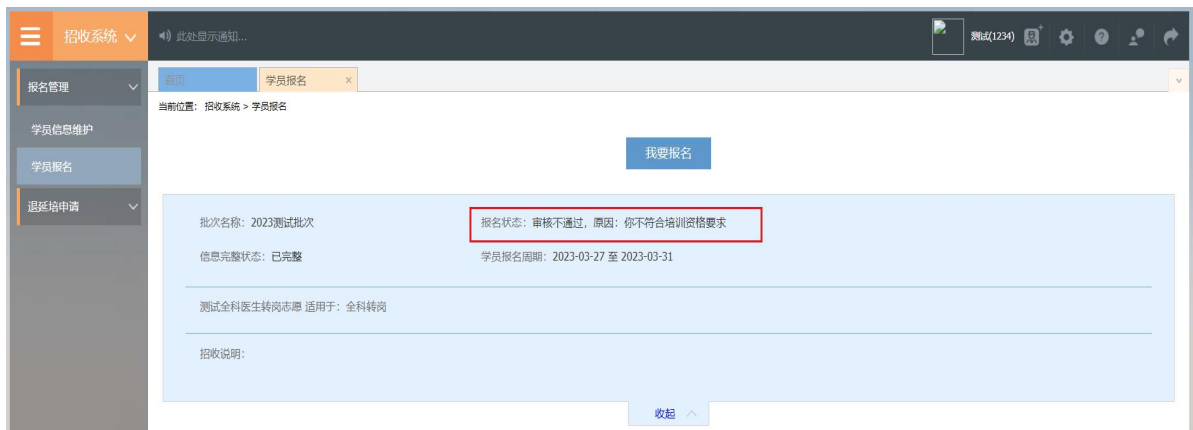 招收系统
此处显示通知...
测试(1234)
报名管理
学员信息维护
学员报名
退延培申请
首页
学员报名 ×
当前位置： 招收系统 > 学员报名
我要报名
批次名称：2023测试批次
报名状态：审核不通过，原因：你不符合培训资格要求
信息完整状态：已完整
学员报名周期：2023-03-27 至 2023-03-31
测试全科医生转岗志愿 适用于：全科转岗
招收说明：
收起